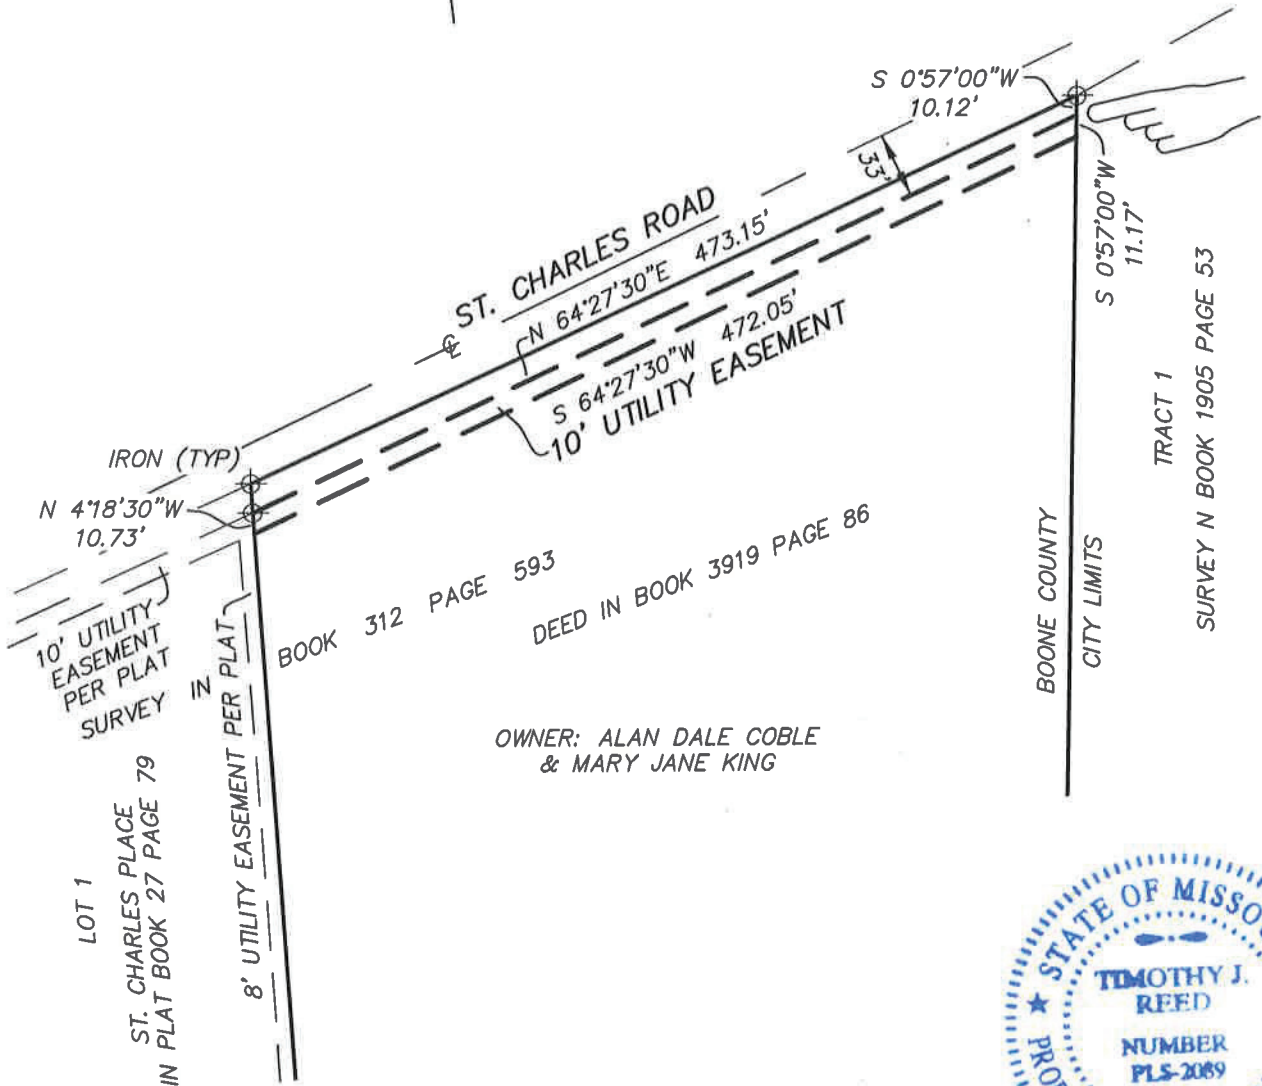 S 0°57'00"W
10.12'
33'
ST. CHARLES ROAD
N 64°27'30"E 473.15'
S 64°27'30"W 472.05'
10' UTILITY EASEMENT
S 0°57'00"W
11.17'
IRON (TYP)
N 4°18'30"W
10.73'
10' UTILITY
EASEMENT
PER PLAT
SURVEY IN BOOK 312 PAGE 593
DEED IN BOOK 3919 PAGE 86
8' UTILITY EASEMENT PER PLAT
OWNER: ALAN DALE COBLE
& MARY JANE KING
BOONE COUNTY
CITY LIMITS
TRACT 1
SURVEY N BOOK 1905 PAGE 53
LOT 1
ST. CHARLES PLACE
IN PLAT BOOK 27 PAGE 79
STATE OF MISSO
TIMOTHY J.
REED
NUMBER
PLS-2089
PRO